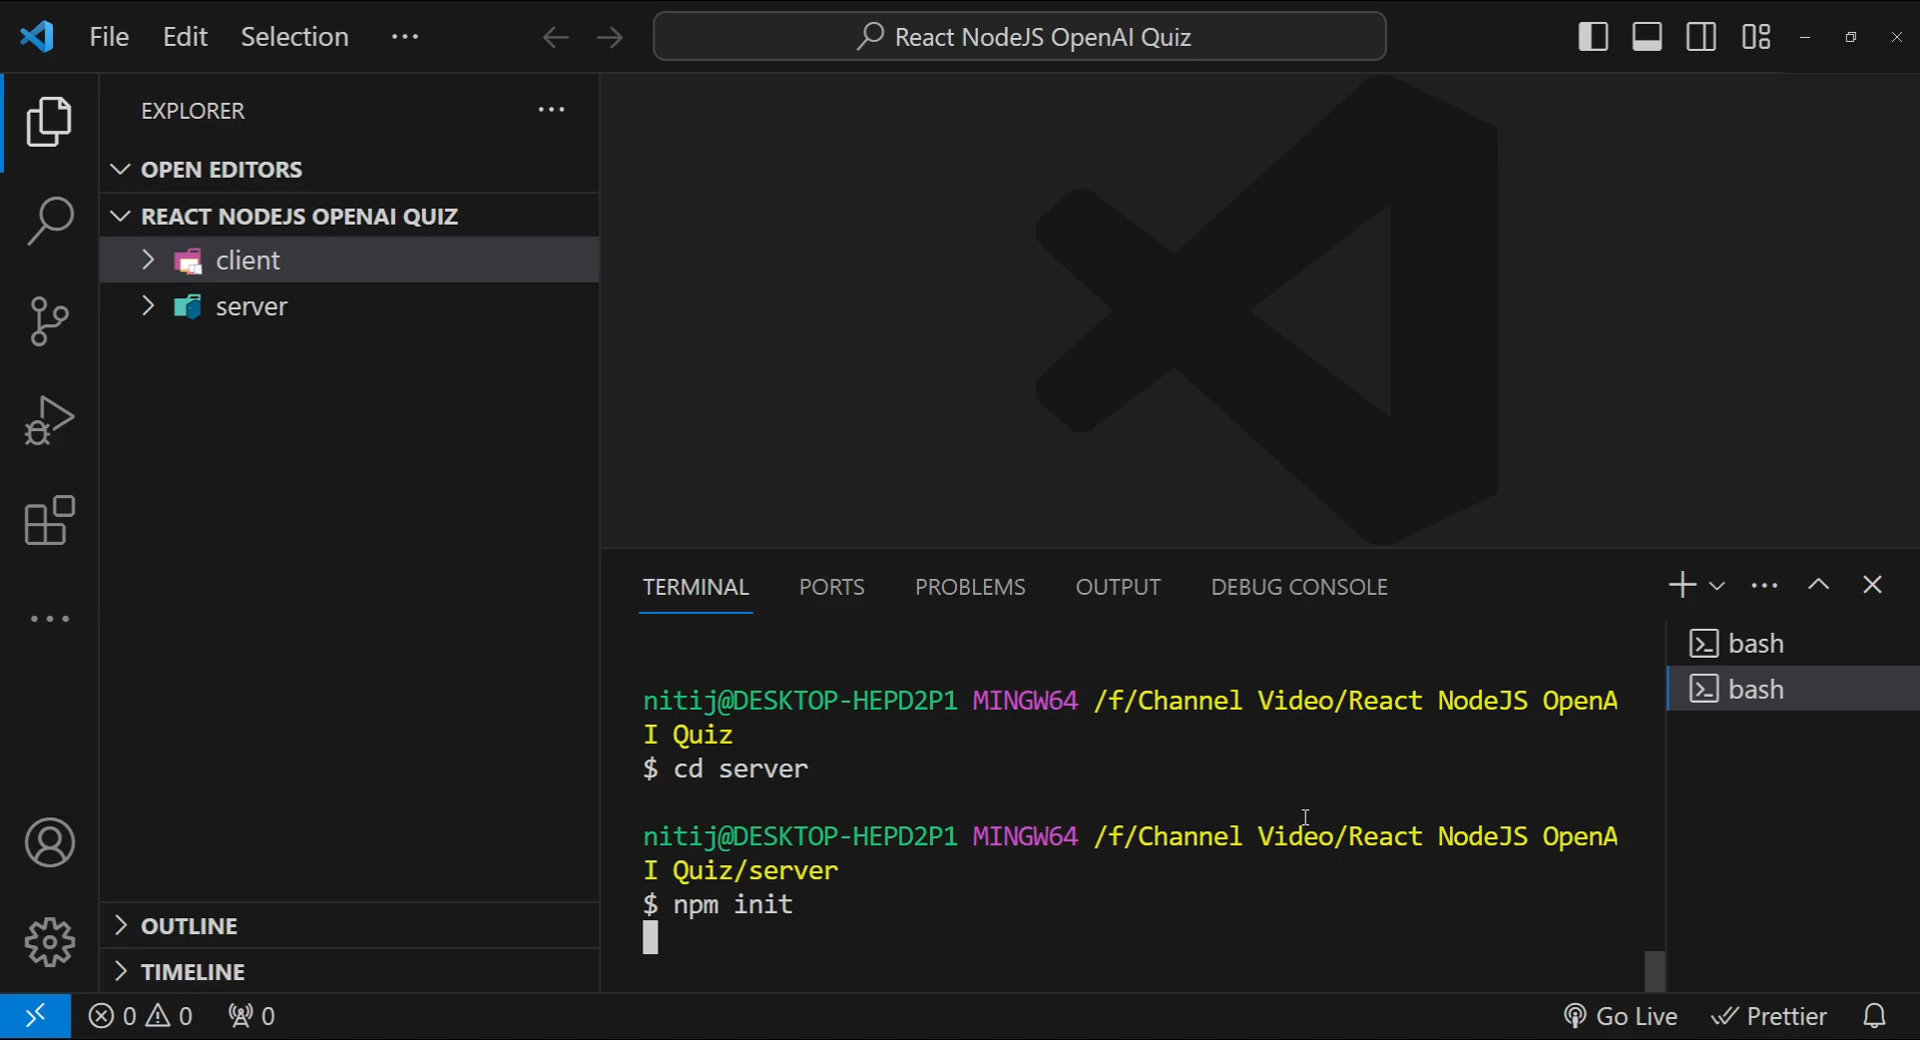 File Edit Selection ··· React NodeJS OpenAI Quiz
EXPLORER ···
OPEN EDITORS
REACT NODEJS OPENAI QUIZ
client
server
OUTLINE
TIMELINE
TERMINAL PORTS PROBLEMS OUTPUT DEBUG CONSOLE
nitij@DESKTOP-HEPD2P1 MINGW64 /f/Channel Video/React NodeJS OpenA
I Quiz
$ cd server
nitij@DESKTOP-HEPD2P1 MINGW64 /f/Channel Video/React NodeJS OpenA
I Quiz/server
$ npm init
bash
bash
0 0 0 Go Live Prettier